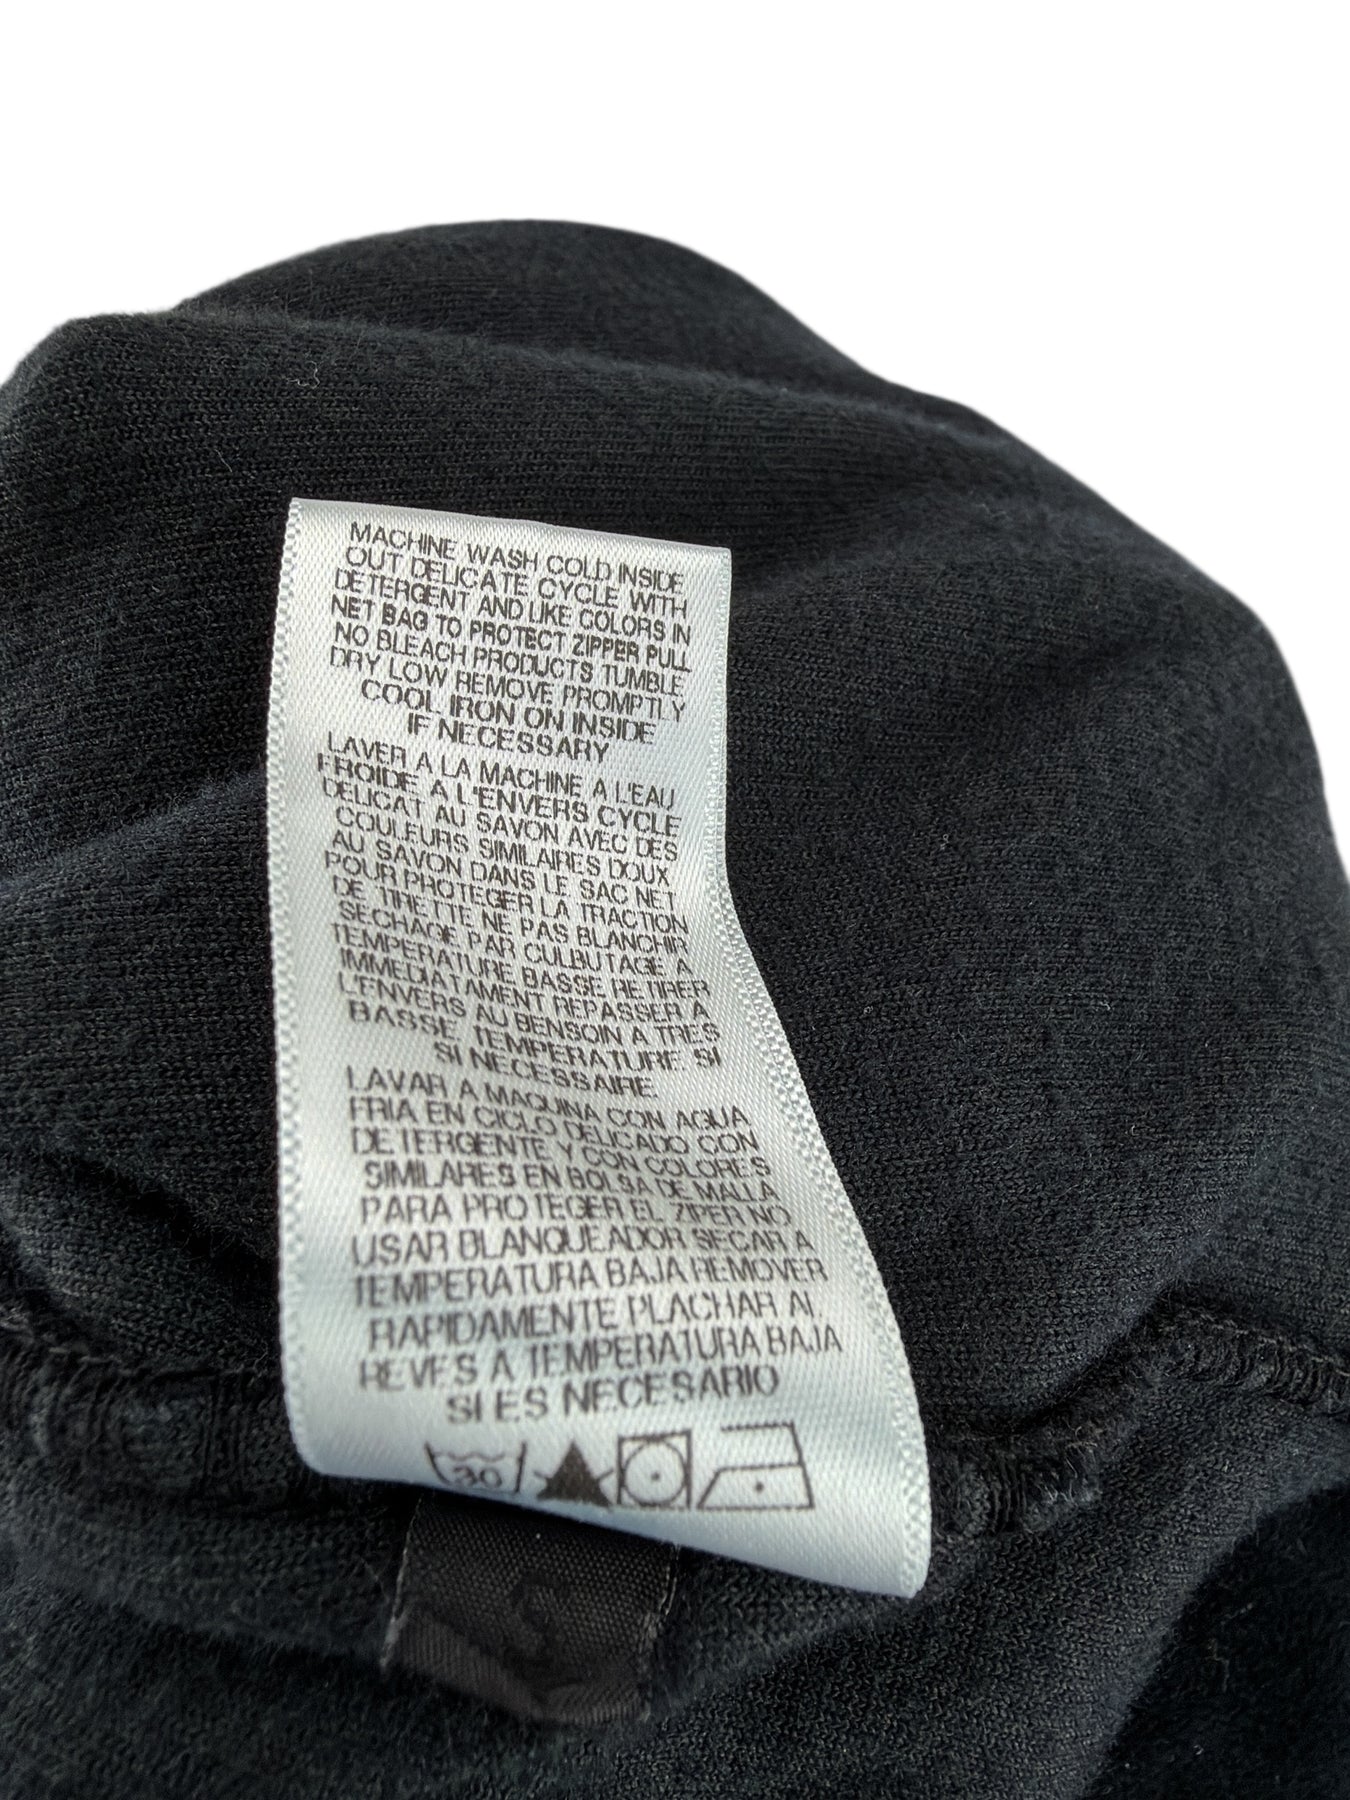 MACHINE WASH COLD INSIDE
OUT DELICATE CYCLE WITH
DETERGENT AND LIKE COLORS IN
NET BAG TO PROTECT ZIPPER PULL
NO BLEACH PRODUCTS TUMBLE
DRY LOW REMOVE PROMPTLY
COOL IRON ON INSIDE
IF NECESSARY
LAVER A LA MACHINE A L'EAU
FROIDE A L'ENVERS CYCLE
DELICAT AU SAVON AVEC DES
COULEURS SIMILAIRES DOUX
AU SAVON DANS LE SAC NET
POUR PROTEGER LA TRACTION
DE TIRETTE NE PAS BLANCHIR
SECHAGE PAR CULBUTAGE A
TEMPERATURE BASSE RETIRER
IMMEDIATAMENT REPASSER A
L'ENVERS AU BENSOIN A TRES
BASSE TEMPERATURE SI
SI NECESSAIRE
LAVAR A MAQUINA CON AGUA
FRIA EN CICLO DELICADO CON
DETERGENTE Y CON COLORES
SIMILARES EN BOLSA DE MALLA
PARA PROTEGER EL ZIPER NO
USAR BLANQUEADOR SECAR A
TEMPERATURA BAJA REMOVER
RAPIDAMENTE PLACHAR AL
REVES A TEMPERATURA BAJA
SI ES NECESARIO
30